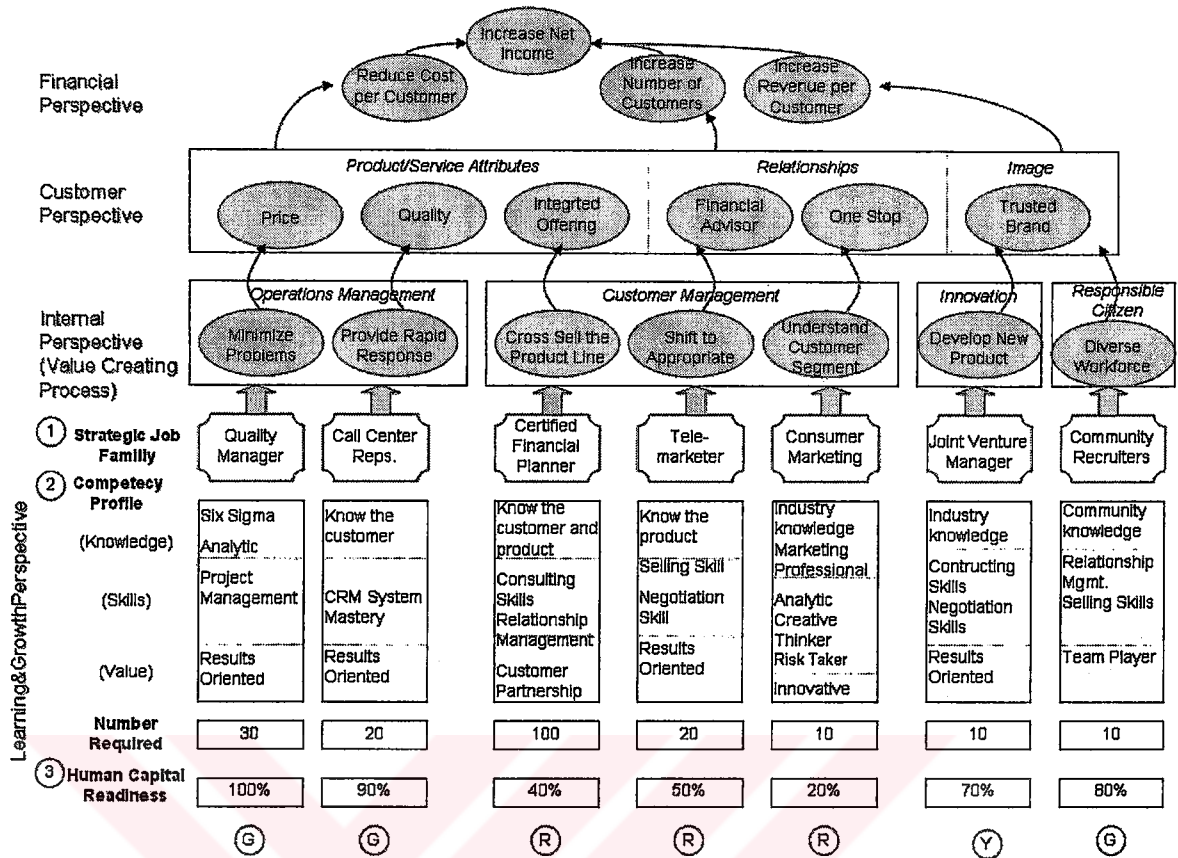 Increase Net
Income
Financial
Perspective
Reduce Cost
per Customer
Increase
Number of
Customers
Increase
Revenue per
Customer
Product/Service Attributes
Relationships
Image
Customer
Perspective
Price
Quality
Integrted
Offering
Financial
Advisor
One Stop
Trusted
Brand
Operations Management
Customer Management
Innovation
Responsible
Citizen
Internal
Perspective
(Value Creating
Process)
Minimize
Problems
Provide Rapid
Response
Cross Sell the
Product Line
Shift to
Appropriate
Understand
Customer
Segment
Develop New
Product
Diverse
Workforce
1 Strategic Job
Family
Quality
Manager
Call Center
Reps.
Certified
Financial
Planner
Tele-
marketer
Consumer
Marketing
Joint Venture
Manager
Community
Recruiters
2 Competecy
Profile
Learning&GrowthPerspective
(Knowledge)
Six Sigma
Analytic
Know the
customer
Know the
customer and
product
Know the
product
Industry
knowledge
Marketing
Professional
Industry
knowledge
Community
knowledge
(Skills)
Project
Management
CRM System
Mastery
Consulting
Skills
Relationship
Management
Selling Skill
Negotiation
Skill
Analytic
Creative
Thinker
Risk Taker
Contructing
Skills
Negotiation
Skills
Relationship
Mgmt.
Selling Skills
(Value)
Results
Oriented
Results
Oriented
Customer
Partnership
Results
Oriented
Innovative
Results
Oriented
Team Player
Number
Required
30
20
100
20
10
10
10
3 Human Capital
Readiness
100%
90%
40%
50%
20%
70%
80%
G
G
R
R
R
Y
G